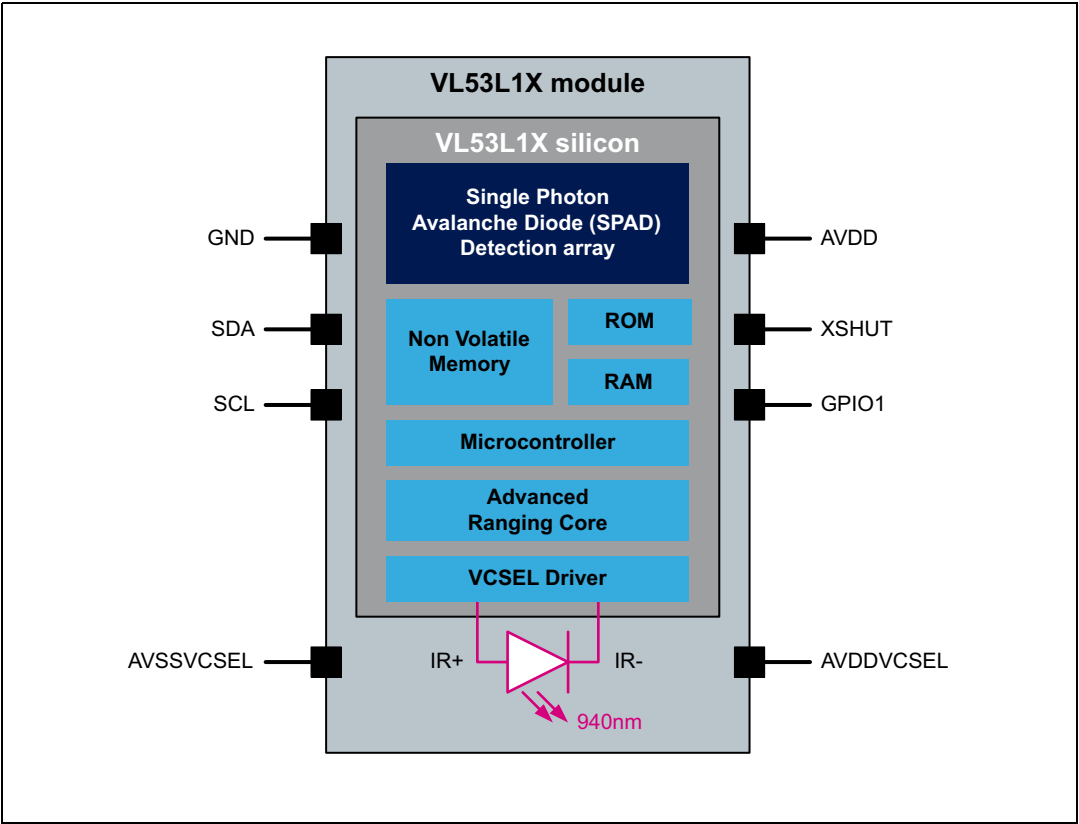 VL53L1X module
VL53L1X silicon
Single Photon
Avalanche Diode (SPAD)
Detection array
GND
AVDD
SDA
Non Volatile
Memory
ROM
XSHUT
RAM
SCL
GPIO1
Microcontroller
Advanced
Ranging Core
VCSEL Driver
AVSSVCSEL
IR+
IR-
AVDDVCSEL
940nm